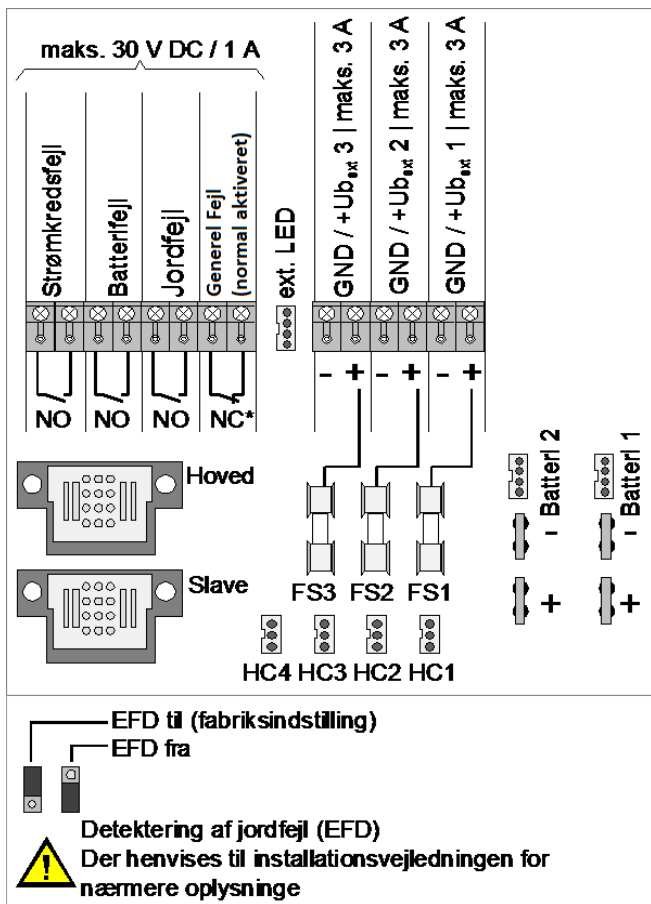 maks. 30 V DC / 1 A
Strømkredsfejl
Batterifejl
Jordfejl
Generel Fejl
(normal aktiveret)
ext. LED
GND / +Ubext 3 | maks. 3 A
GND / +Ubext 2 | maks. 3 A
GND / +Ubext 1 | maks. 3 A
- + - + - +
NO NO NO NC*
Hoved
Slave
FS3 FS2 FS1
HC4 HC3 HC2 HC1
- Batteri 2
+
- Batteri 1
+
EFD til (fabriksindstilling)
EFD fra
Detektering af jordfejl (EFD)
Der henvises til installationsvejledningen for
nærmere oplysninge